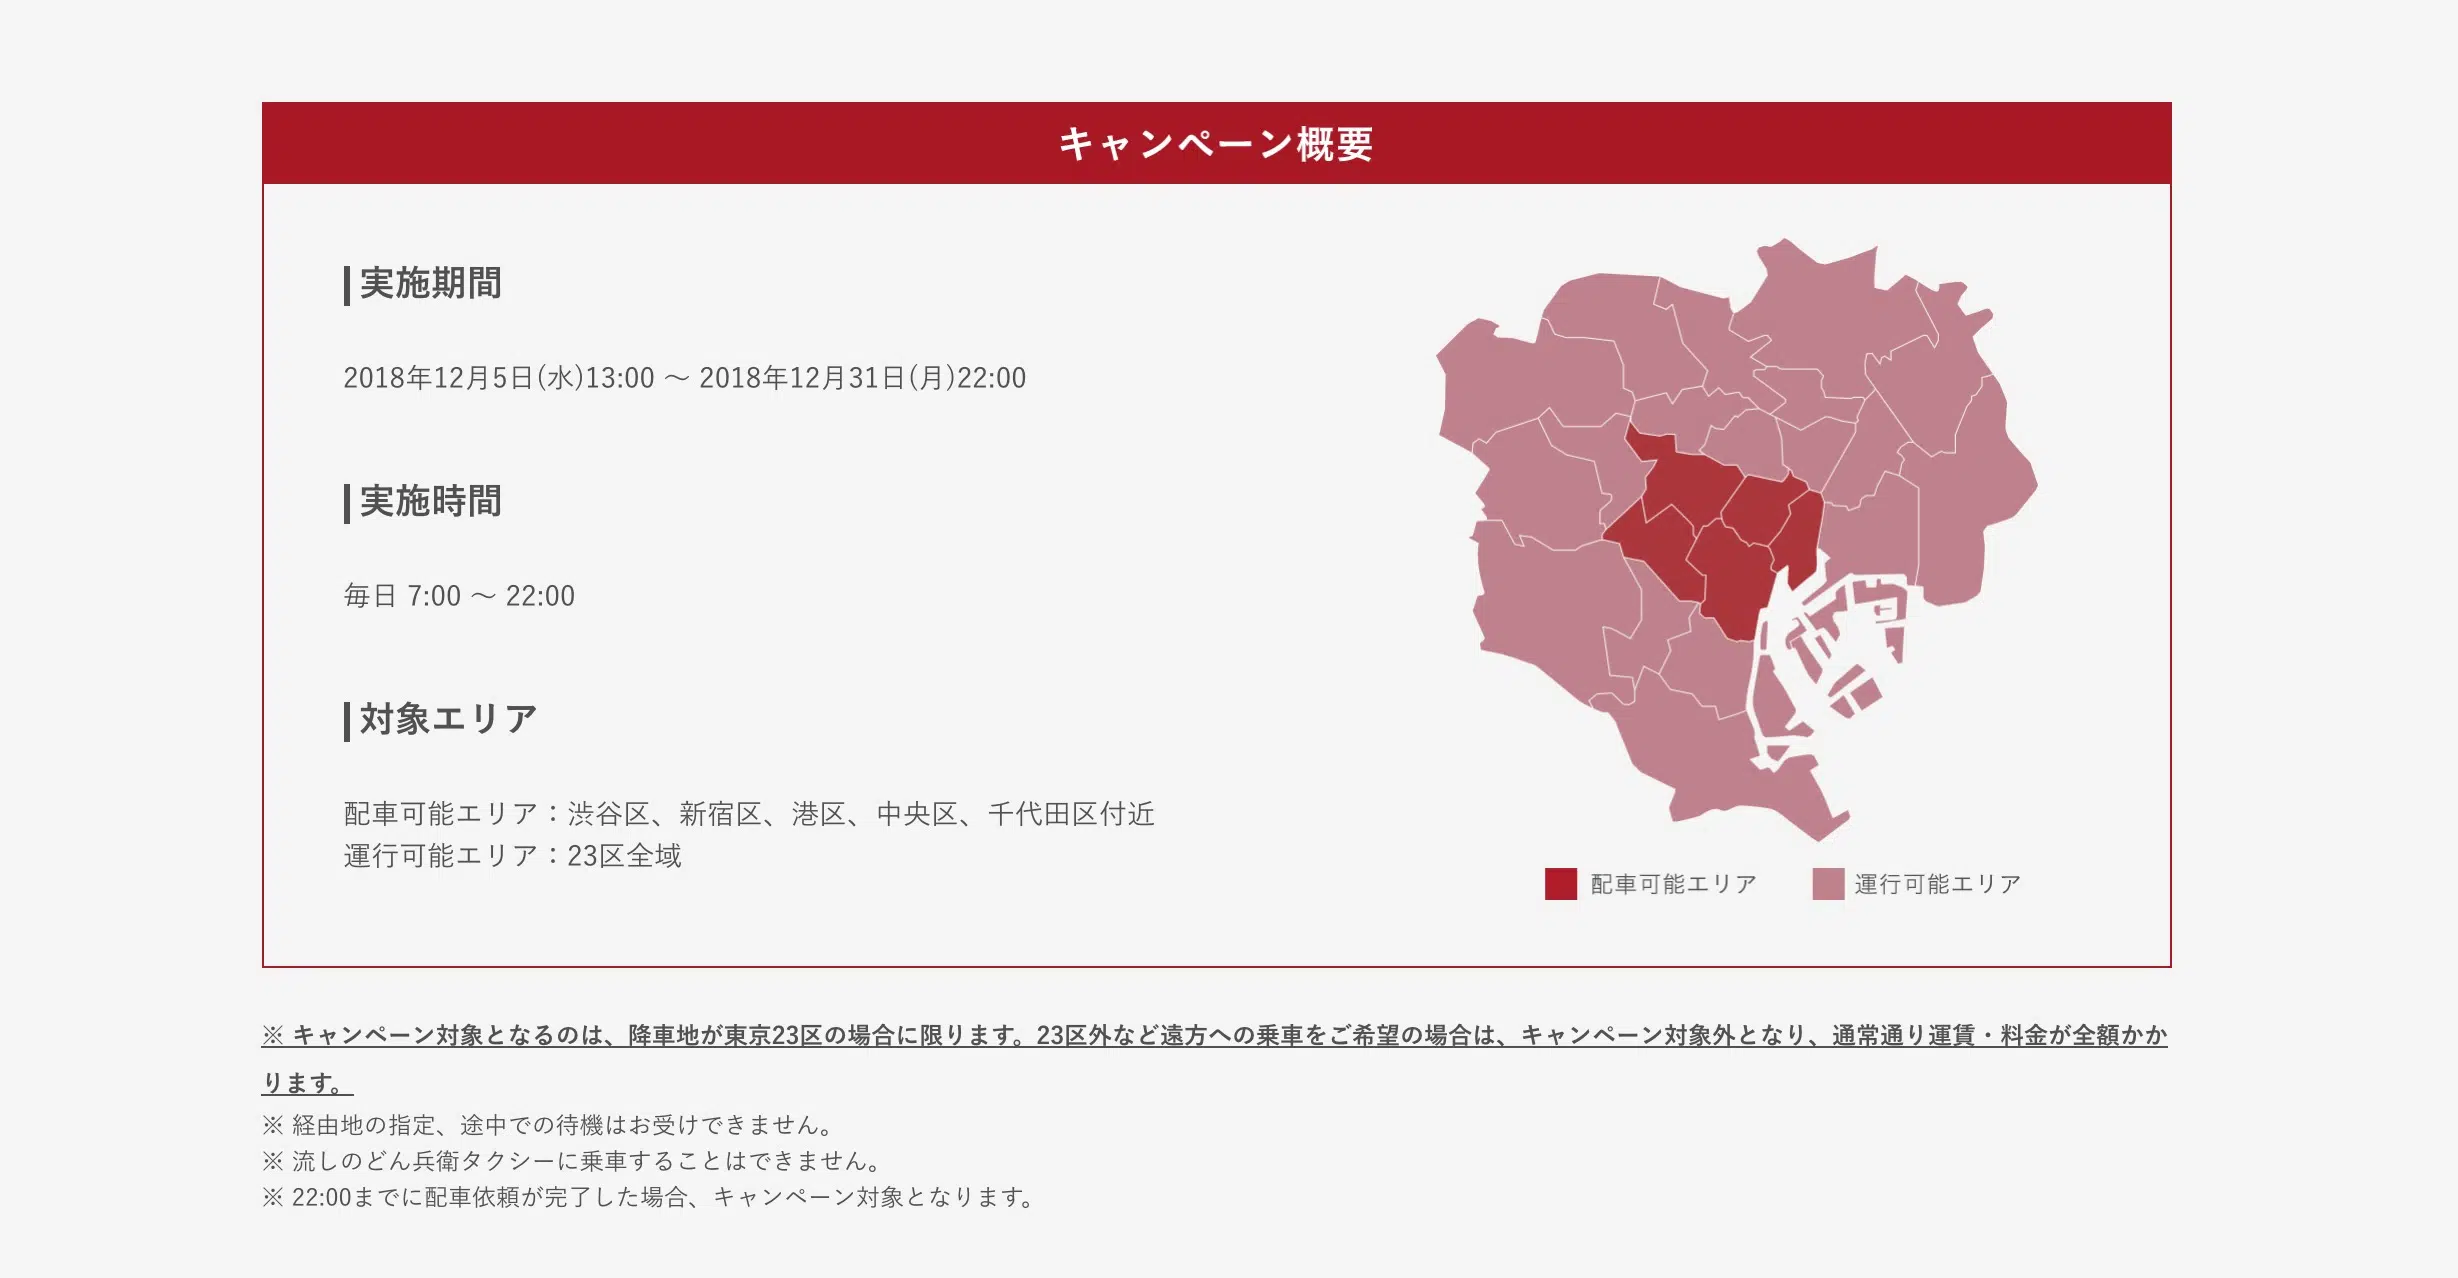 キャンペーン概要
実施期間
2018年12月5日(水)13:00 〜 2018年12月31日(月)22:00
実施時間
毎日 7:00 〜 22:00
対象エリア
配車可能エリア：渋谷区、新宿区、港区、中央区、千代田区付近
運行可能エリア：23区全域
配車可能エリア
運行可能エリア
※ キャンペーン対象となるのは、降車地が東京23区の場合に限ります。23区外など遠方への乗車をご希望の場合は、キャンペーン対象外となり、通常通り運賃・料金が全額かか
ります。
※ 経由地の指定、途中での待機はお受けできません。
※ 流しのどん兵衛タクシーに乗車することはできません。
※ 22:00までに配車依頼が完了した場合、キャンペーン対象となります。